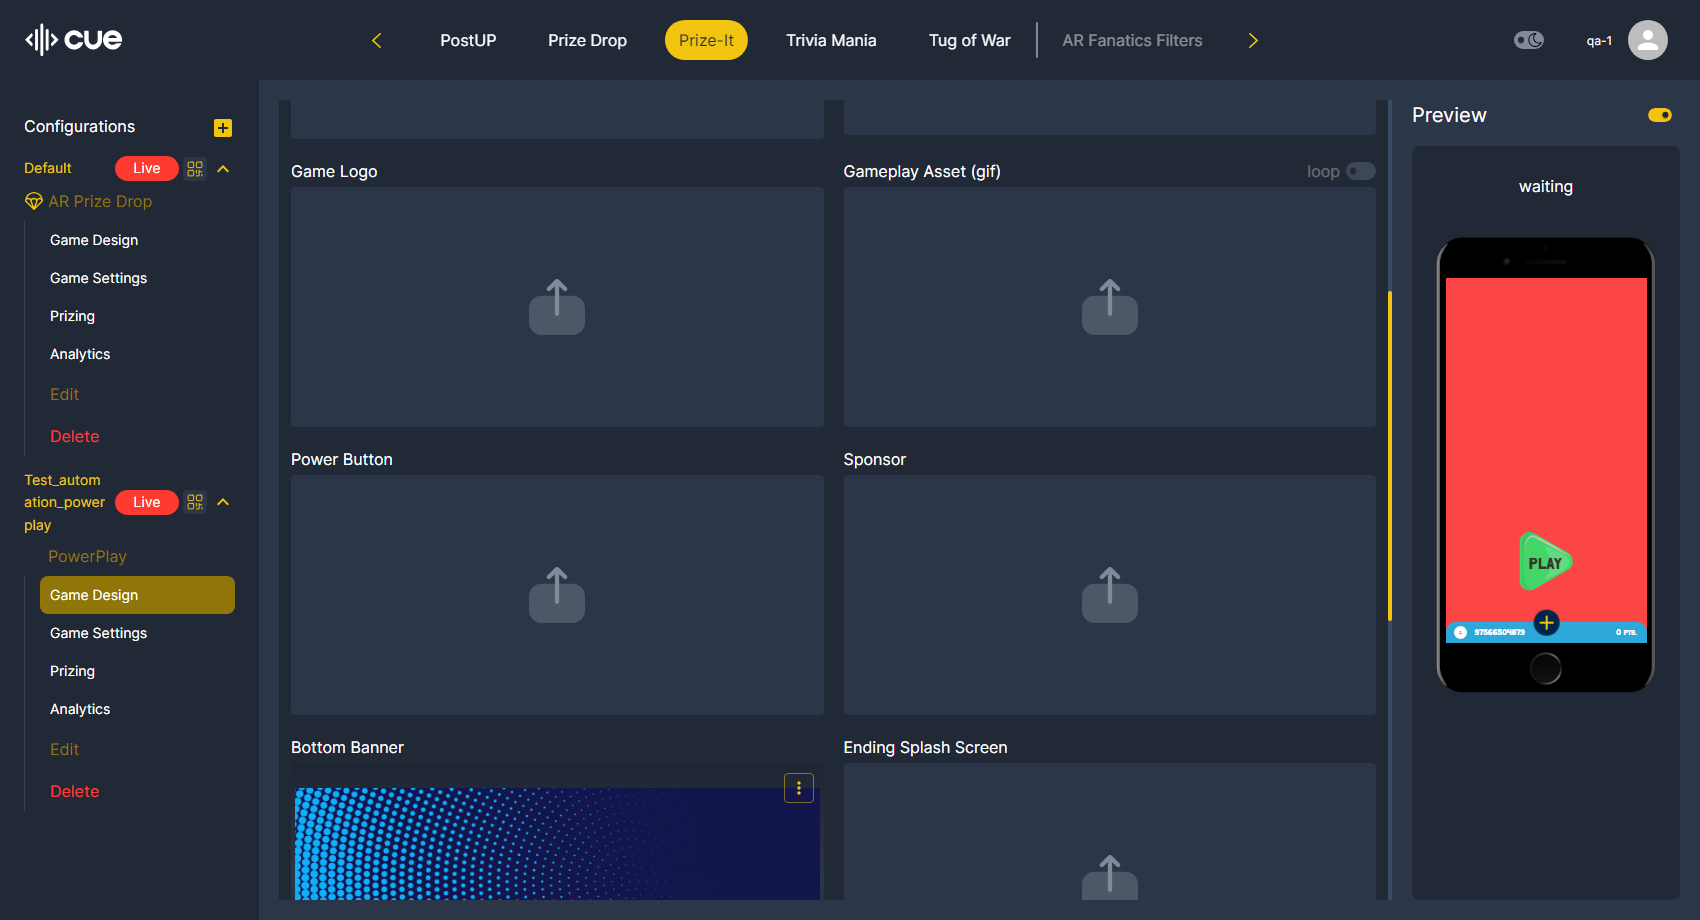 cue
PostUP
Prize Drop
Prize-It
Trivia Mania
Tug of War
AR Fanatics Filters
qa-1
Configurations
Default
Live
AR Prize Drop
Game Design
Game Settings
Prizing
Analytics
Edit
Delete
Test_autom
ation_power
play
Live
PowerPlay
Game Design
Game Settings
Prizing
Analytics
Edit
Delete
Game Logo
Gameplay Asset (gif)
loop
Power Button
Sponsor
Bottom Banner
Ending Splash Screen
Preview
waiting
PLAY
97566504879
0 PTS.